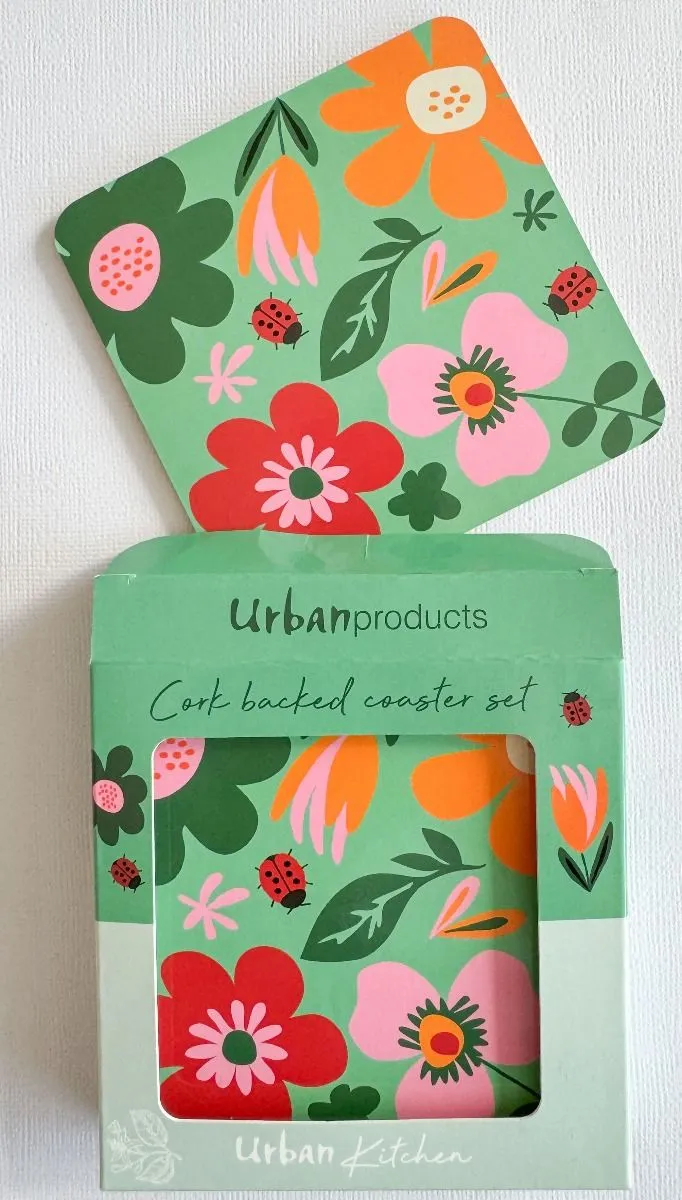 Urbanproducts
Cork backed coaster set
Urban Kitchen